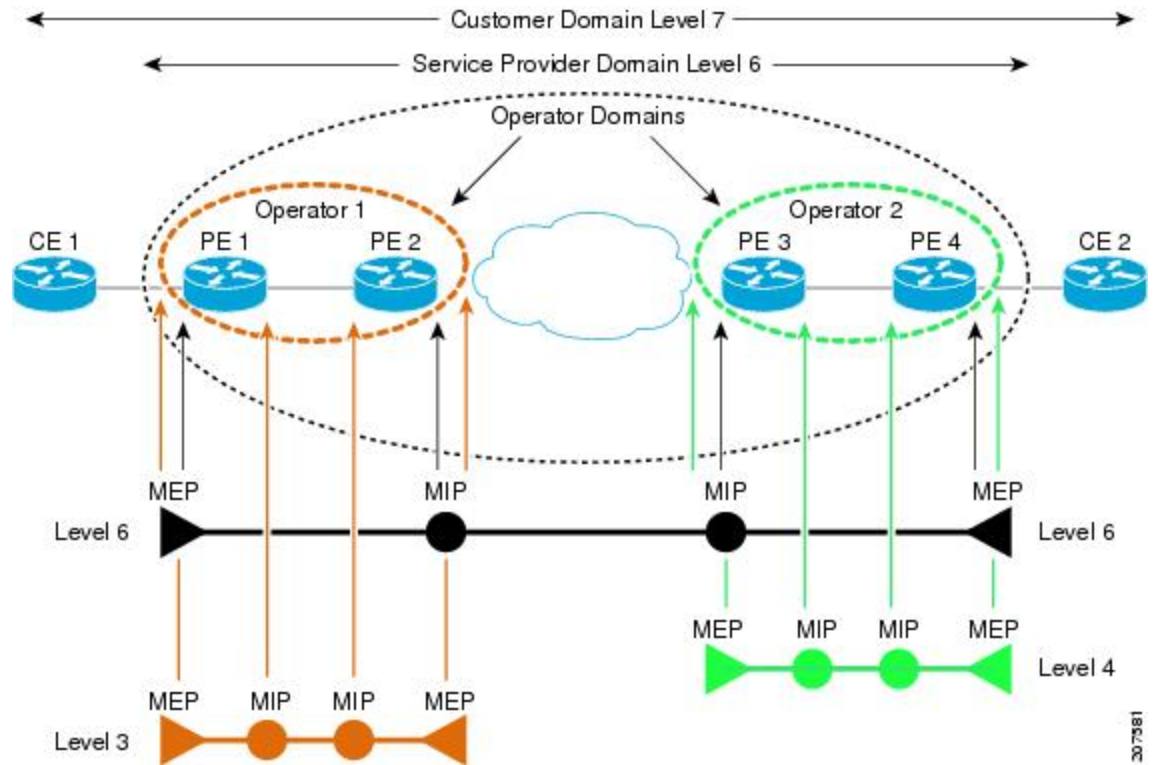 Customer Domain Level 7
Service Provider Domain Level 6
Operator Domains
Operator 1
Operator 2
CE 1
PE 1
PE 2
PE 3
PE 4
CE 2
MEP
MIP
MIP
MEP
Level 6
Level 6
MEP
MIP
MIP
MEP
Level 4
MEP
MIP
MIP
MEP
Level 3
207581